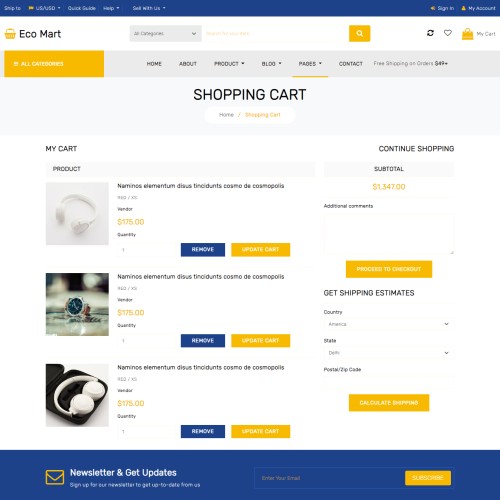 Ship to
US/USD
Quick Guide
Help
Sell With Us
Sign In
My Account
Eco Mart
All Categories
Search for your item
My Cart
ALL CATEGORIES
HOME
ABOUT
PRODUCT
BLOG
PAGES
CONTACT
Free Shipping on Orders $49+
SHOPPING CART
Home / Shopping Cart
MY CART
CONTINUE SHOPPING
PRODUCT
SUBTOTAL
Naminos elementum disus tincidunts cosmo de cosmopolis
RED / XS
Vendor
$175.00
Quantity
1
REMOVE
UPDATE CART
$1,347.00
Additional comments
PROCEED TO CHECKOUT
Naminos elementum disus tincidunts cosmo de cosmopolis
RED / XS
Vendor
$175.00
Quantity
1
REMOVE
UPDATE CART
GET SHIPPING ESTIMATES
Country
America
State
Delhi
Postal/Zip Code
CALCULATE SHIPPING
Naminos elementum disus tincidunts cosmo de cosmopolis
RED / XS
Vendor
$175.00
Quantity
1
REMOVE
UPDATE CART
Newsletter & Get Updates
Sign up for our newsletter to get up-to-date from us
Enter Your Email
SUBSCRIBE